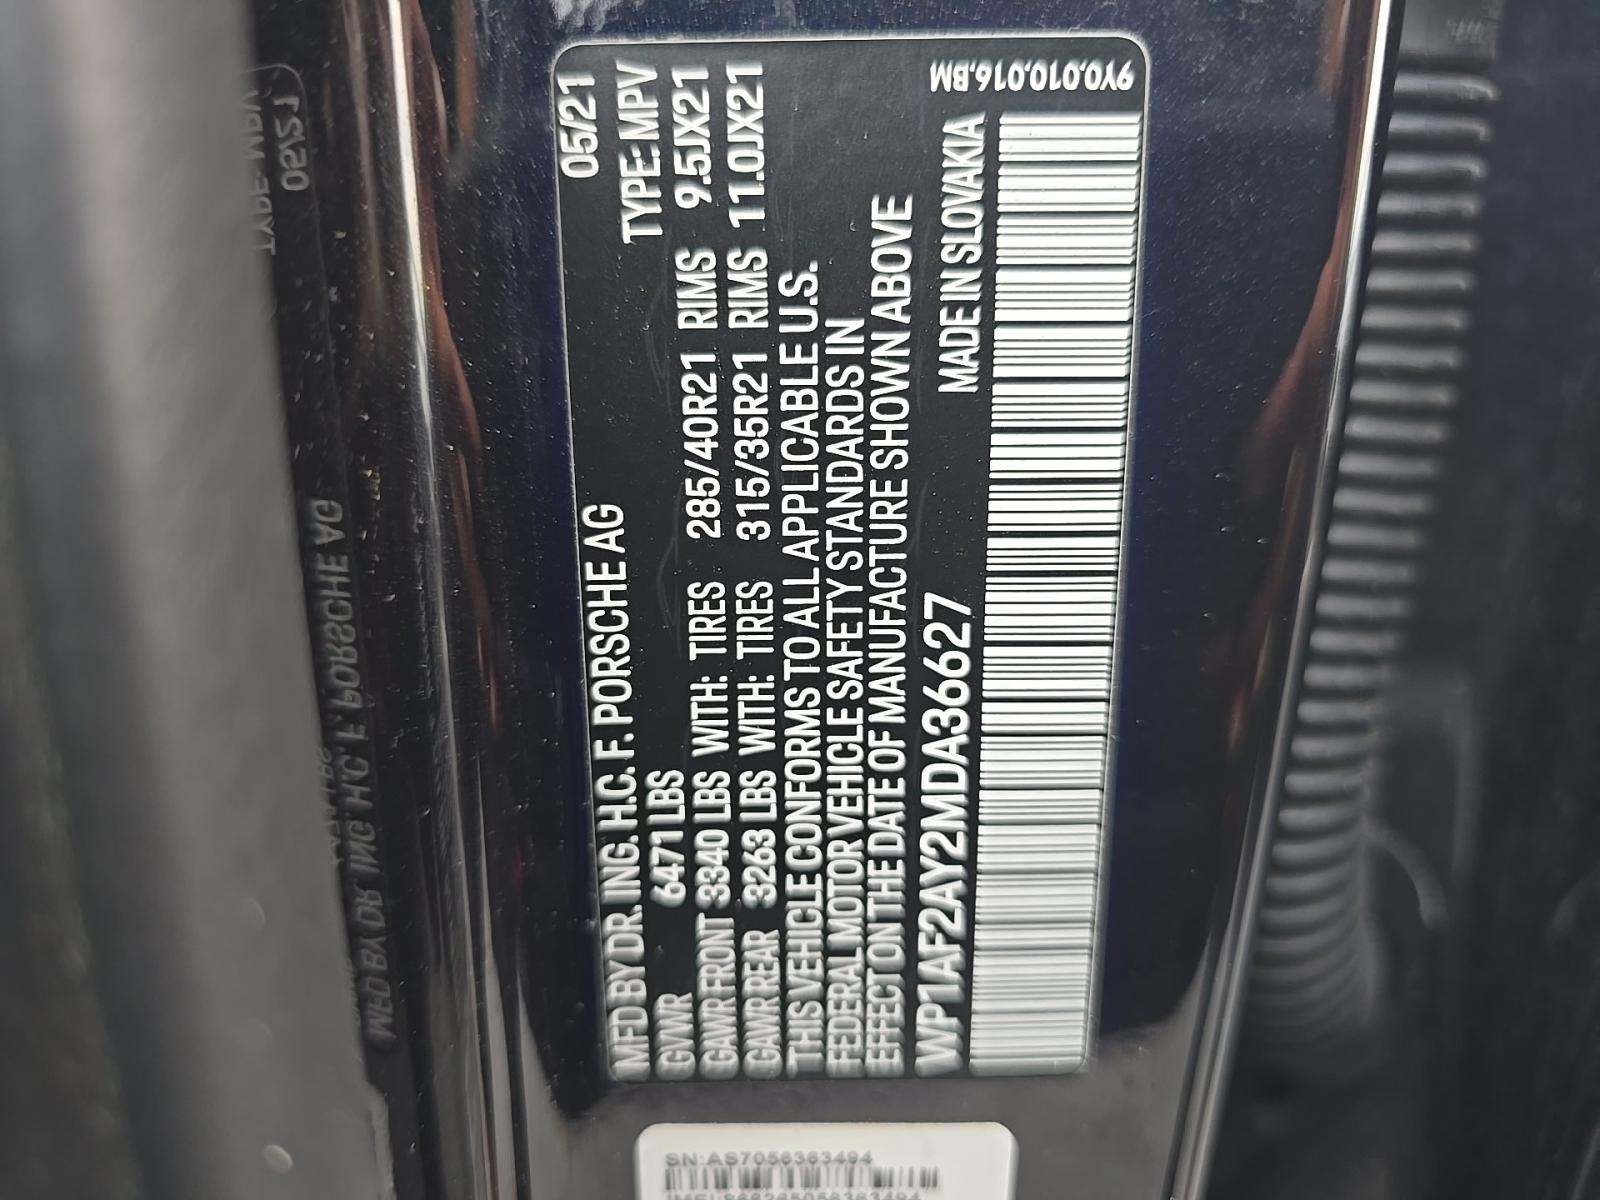 MFD BY DR. ING. H.C. F. PORSCHE AG 05/21
GVWR 6471 LBS TYPE: MPV
GAWR FRONT 3340 LBS WITH: TIRES 285/40R21 RIMS 9.5JX21
GAWR REAR 3263 LBS WITH: TIRES 315/35R21 RIMS 11.0JX21
THIS VEHICLE CONFORMS TO ALL APPLICABLE U.S.
FEDERAL MOTOR VEHICLE SAFETY STANDARDS IN
EFFECT ON THE DATE OF MANUFACTURE SHOWN ABOVE
WP1AF2AY2MDA36627 MADE IN SLOVAKIA
9Y0.010.016.BM
SN:AS7056363494